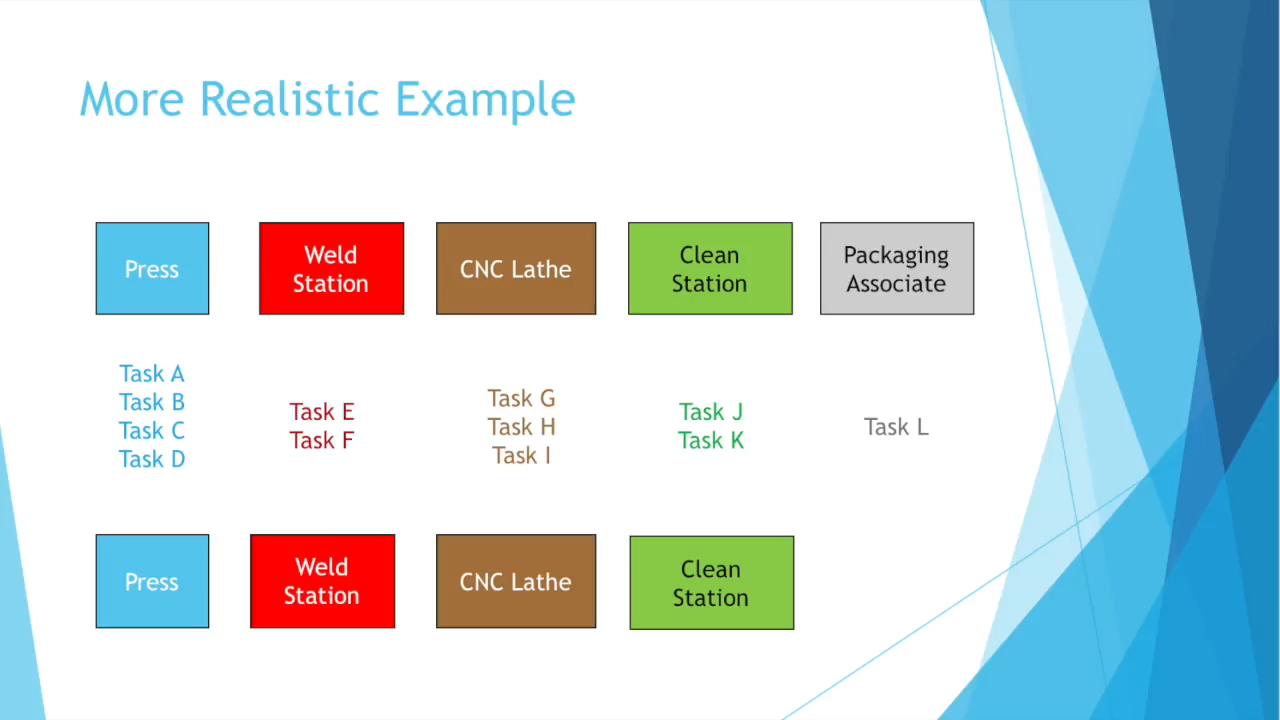 More Realistic Example
Press
Weld
Station
CNC Lathe
Clean
Station
Packaging
Associate
Task A
Task B
Task C
Task D
Task E
Task F
Task G
Task H
Task I
Task J
Task K
Task L
Press
Weld
Station
CNC Lathe
Clean
Station